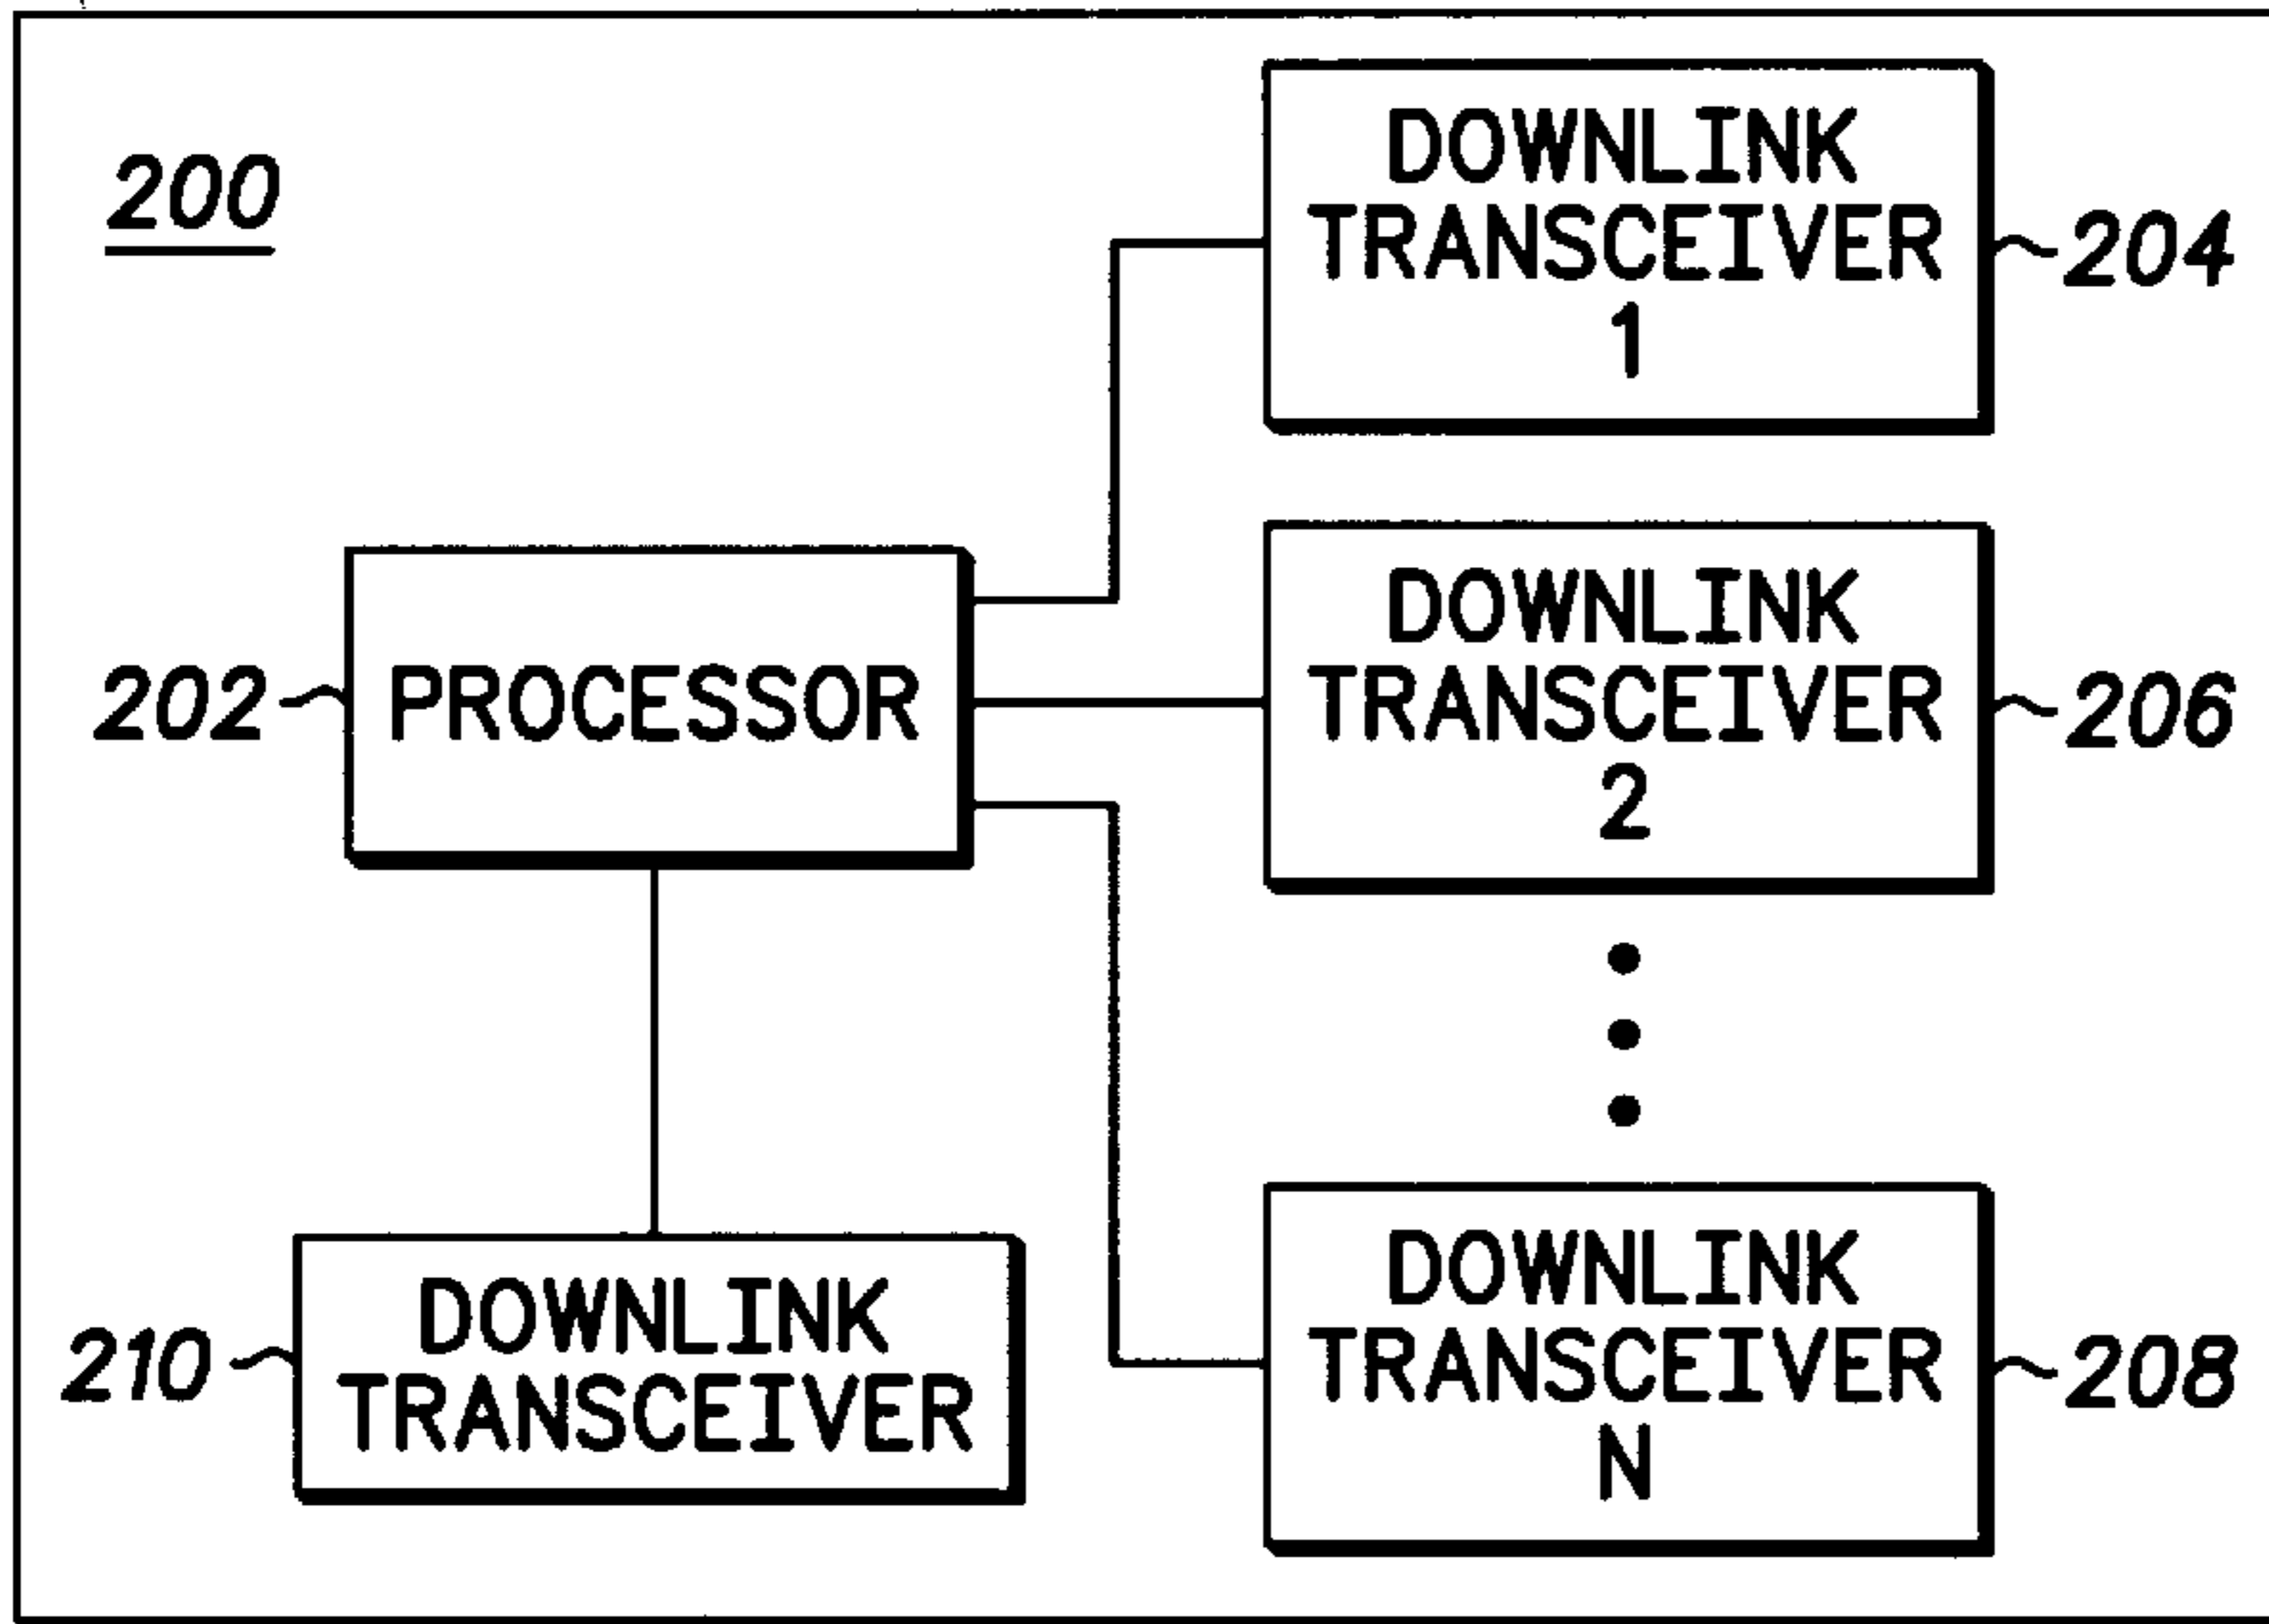 200
DOWNLINK
TRANSCEIVER
1
204
202
PROCESSOR
DOWNLINK
TRANSCEIVER
2
206
210
DOWNLINK
TRANSCEIVER
DOWNLINK
TRANSCEIVER
N
208